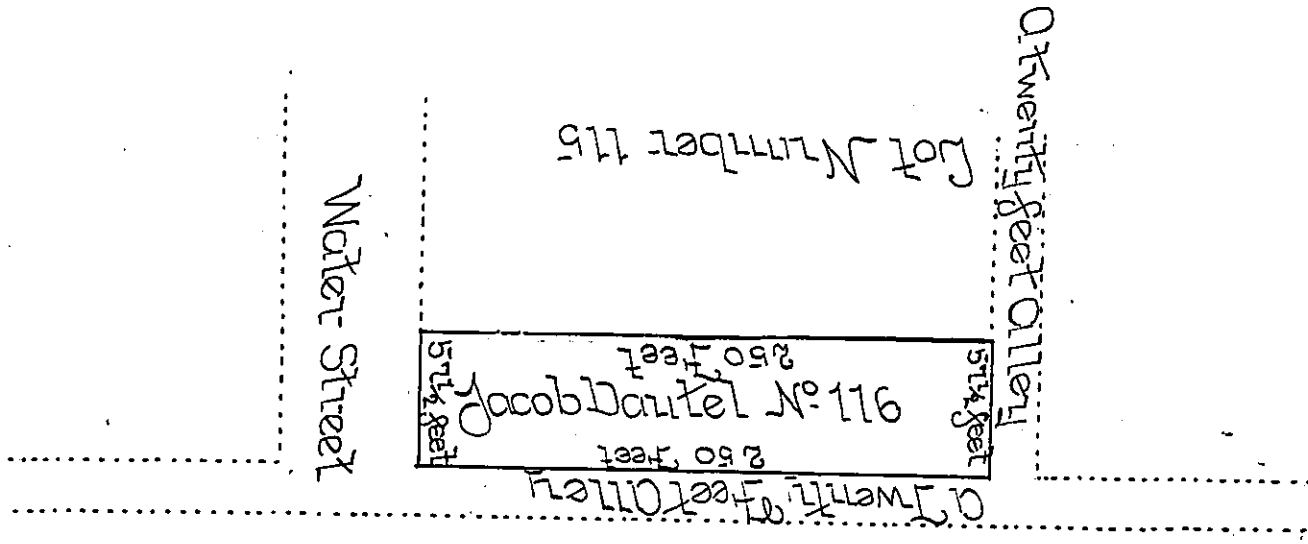 a twenty feet alley
Lot Number 115
Water Street
250 Feet
57½ feet
Jacob Dautel Nº 116
57½ feet
250 Feet
a Twenty Feet Alley